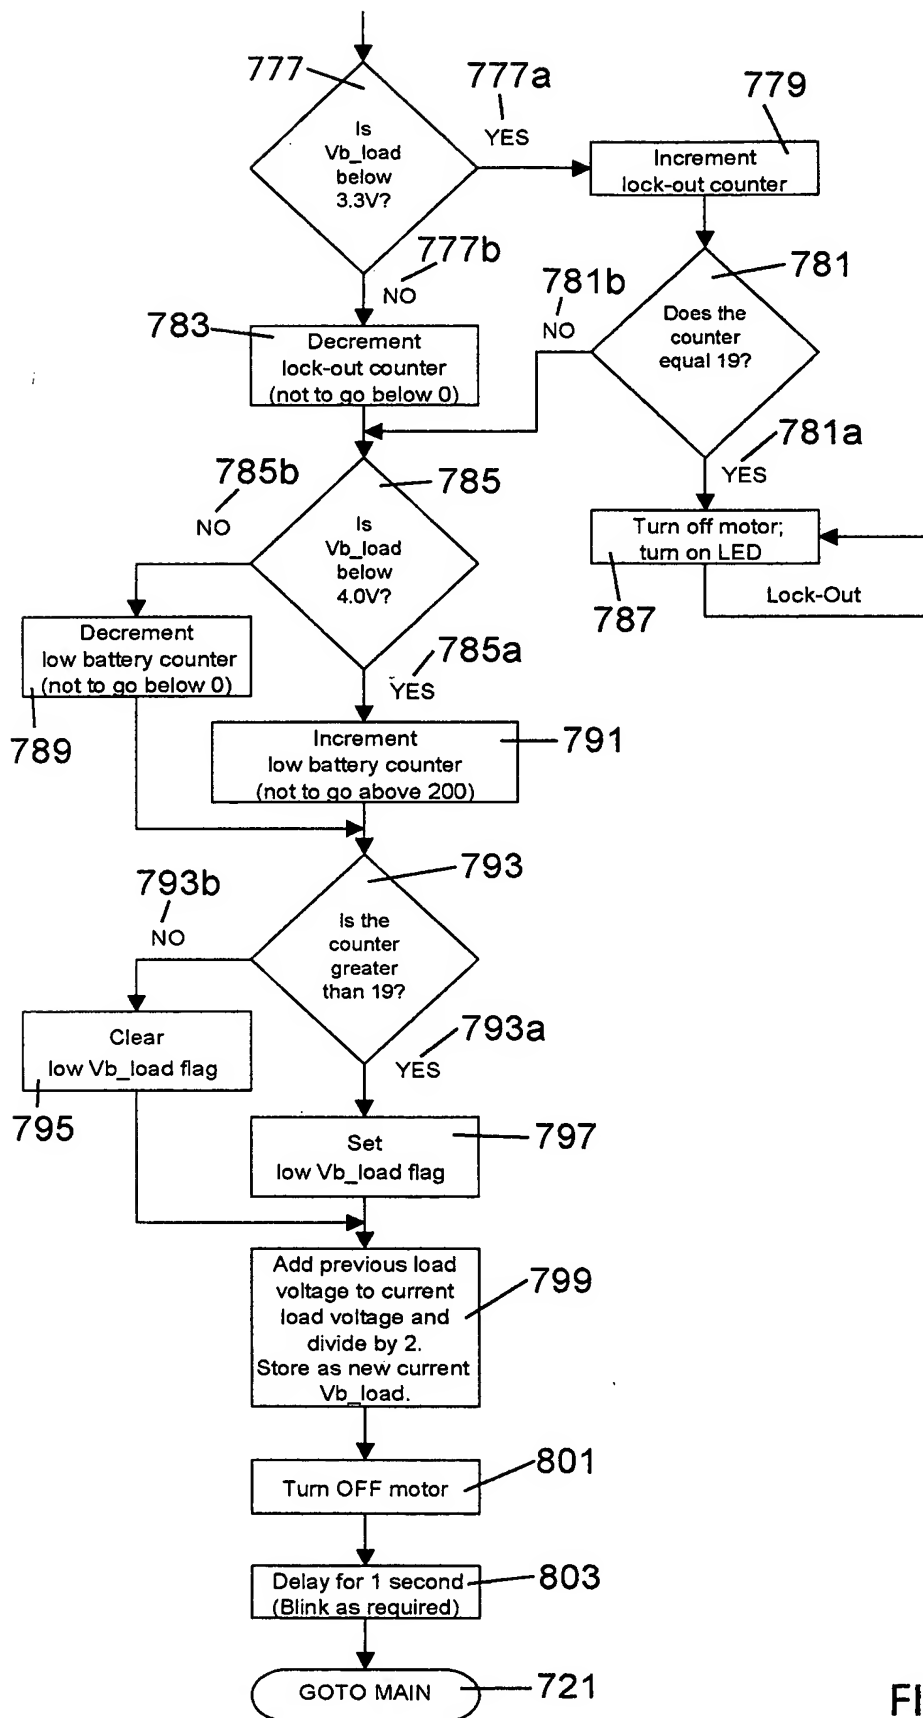 777
777a
YES
779
Is
Vb_load
below
3.3V?
Increment
lock-out counter
777b
NO
781b
NO
781
783
Decrement
lock-out counter
(not to go below 0)
Does the
counter
equal 19?
781a
YES
785b
NO
785
Is
Vb_load
below
4.0V?
Turn off motor;
turn on LED
787
Lock-Out
Decrement
low battery counter
(not to go below 0)
789
785a
YES
Increment
low battery counter
(not to go above 200)
791
793b
NO
793
Is the
counter
greater
than 19?
793a
YES
Clear
low Vb_load flag
795
Set
low Vb_load flag
797
Add previous load
voltage to current
load voltage and
divide by 2.
Store as new current
Vb_load.
799
Turn OFF motor
801
Delay for 1 second
(Blink as required)
803
GOTO MAIN
721
FI